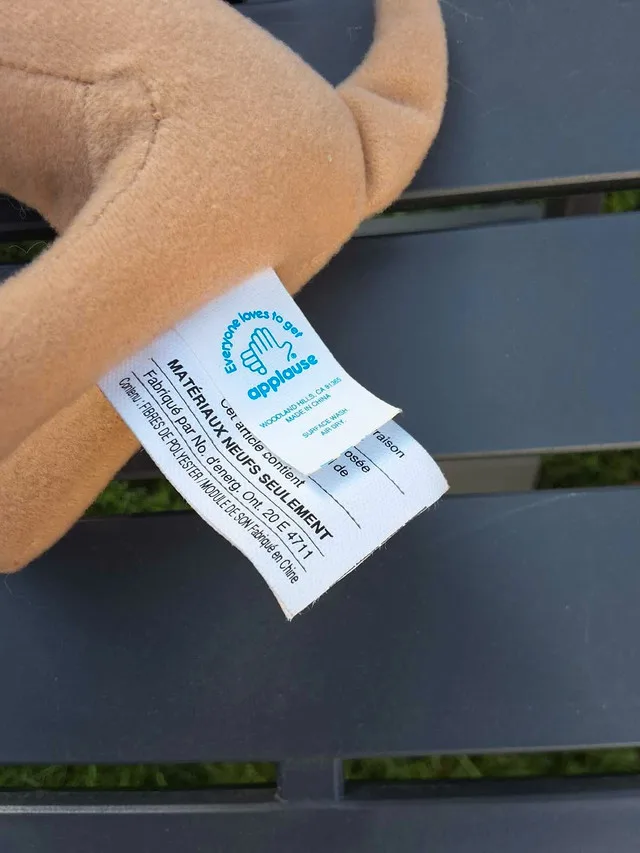 Everyone loves to get
applause
WOODLAND HILLS, CA 91365
MADE IN CHINA
SURFACE WASH
AIR DRY.
raison
osée
de
Cet article contient
MATÉRIAUX NEUFS SEULEMENT
Fabriqué par No. d'energ. Ont. 20 E 4711
Contenu : FIBRES DE POLYESTER / MODULE DE SON Fabriqué en Chine